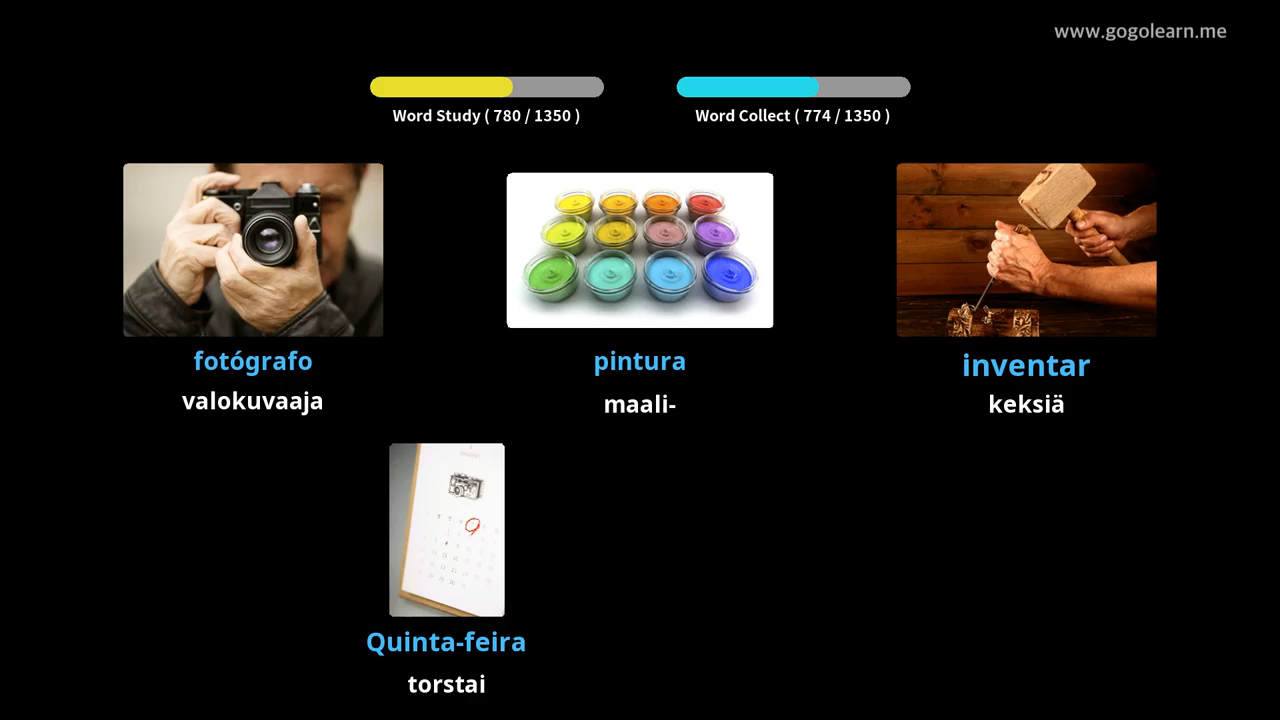 www.gogolearn.me
Word Study ( 780 / 1350 )
Word Collect ( 774 / 1350 )
fotógrafo
valokuvaaja
pintura
maali-
inventar
keksiä
Quinta-feira
torstai